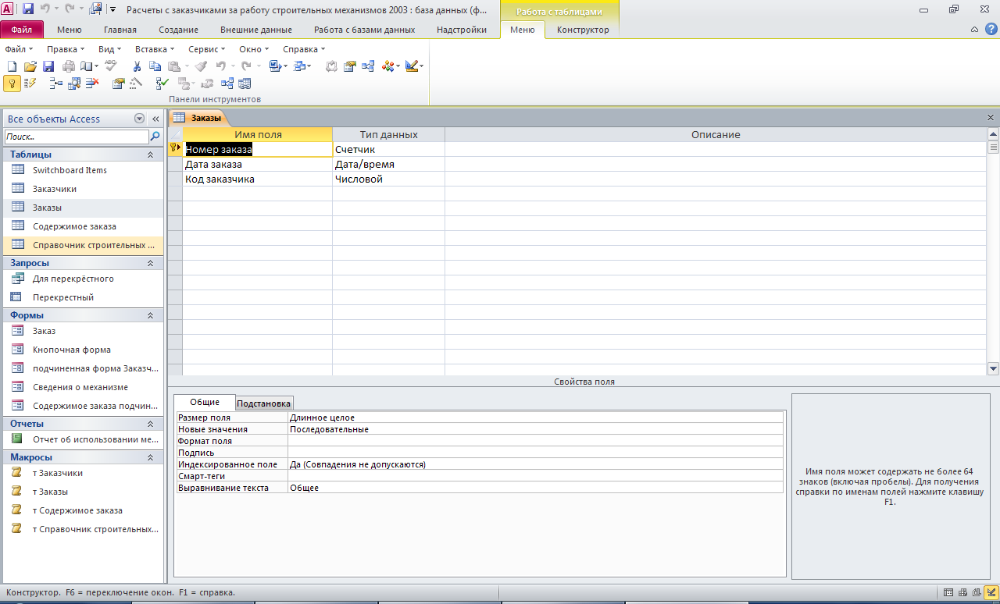 Расчеты с заказчиками за работу строительных механизмов 2003 : база данных (ф...
Работа с таблицами
Файл
Меню
Главная
Создание
Внешние данные
Работа с базами данных
Надстройки
Меню
Конструктор
Файл
Правка
Вид
Вставка
Сервис
Окно
Справка
Панели инструментов
Все объекты Access
Поиск...
Таблицы
Switchboard Items
Заказчики
Заказы
Содержимое заказа
Справочник строительных ...
Запросы
Для перекрёстного
Перекрестный
Формы
Заказ
Кнопочная форма
подчиненная форма Заказч...
Сведения о механизме
Содержимое заказа подчин...
Отчеты
Отчет об использовании ме...
Макросы
т Заказчики
т Заказы
т Содержимое заказа
т Справочник строительных...
Заказы
Имя поля Тип данных Описание
Номер заказа Счетчик
Дата заказа Дата/время
Код заказчика Числовой
Свойства поля
Общие Подстановка
Размер поля Длинное целое
Новые значения Последовательные
Формат поля
Подпись
Индексированное поле Да (Совпадения не допускаются)
Смарт-теги
Выравнивание текста Общее
Имя поля может содержать не более 64
знаков (включая пробелы). Для получения
справки по именам полей нажмите клавишу
F1.
Конструктор. F6 = переключение окон. F1 = справка.